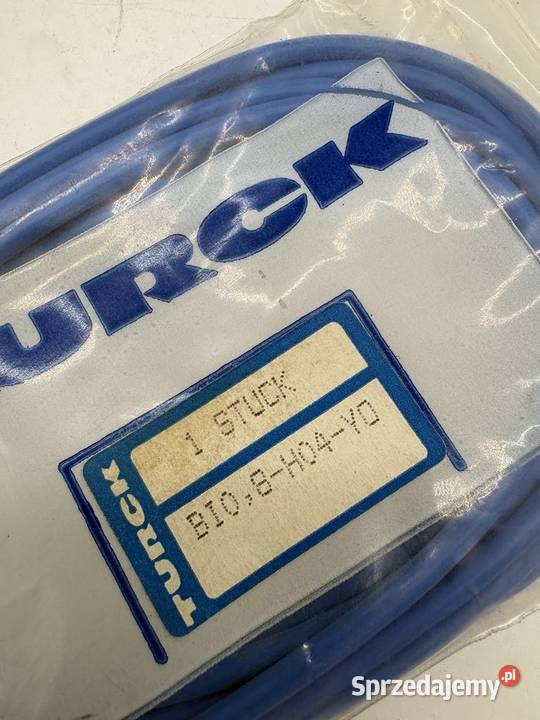 TURCK
1 STUCK
BI0,8-H04-Y0
TURCK
Sprzedajemy.pl